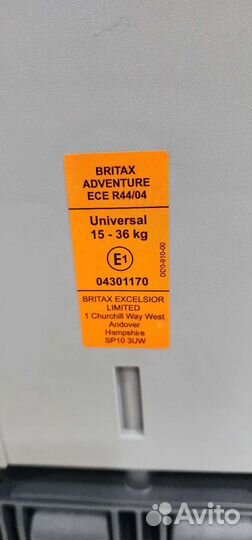 BRITAX
ADVENTURE
ECE R44/04
Universal
15 - 36 kg
E1
04301170
BRITAX EXCELSIOR
LIMITED
1 Churchill Way West
Andover
Hampshire
SP10 3UW
Avito